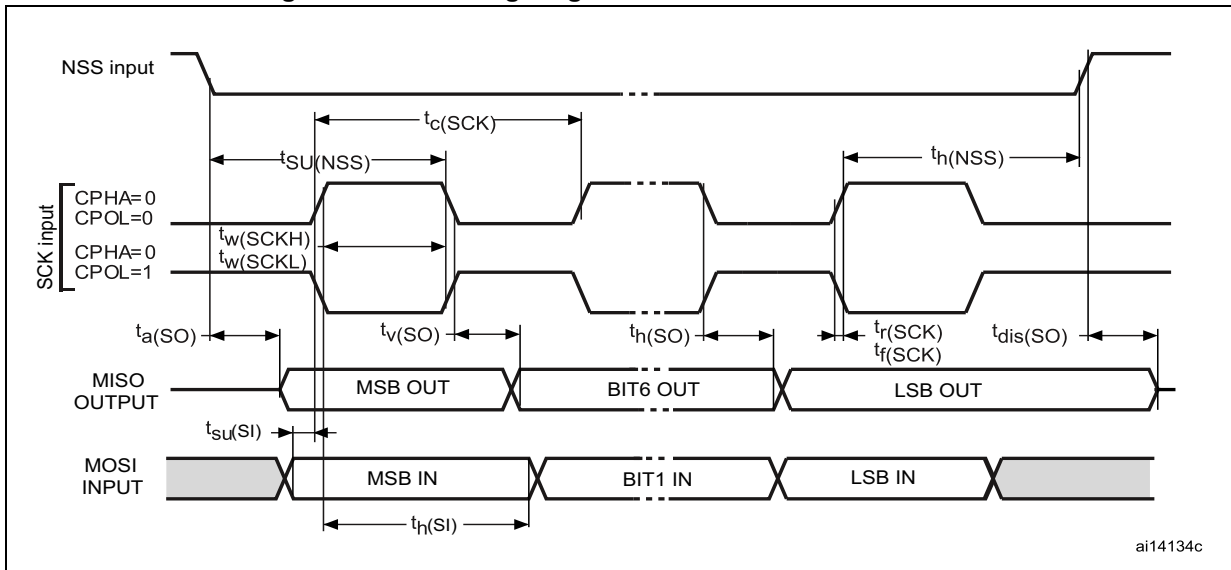 NSS input
tc(SCK)
tSU(NSS)
th(NSS)
SCK input
CPHA=0
CPOL=0
tw(SCKH)
CPHA=0
tw(SCKL)
CPOL=1
ta(SO)
tv(SO)
th(SO)
tr(SCK)
tf(SCK)
tdis(SO)
MISO
OUTPUT
MSB OUT
BIT6 OUT
LSB OUT
tsu(SI)
MOSI
INPUT
MSB IN
BIT1 IN
LSB IN
th(SI)
ai14134c